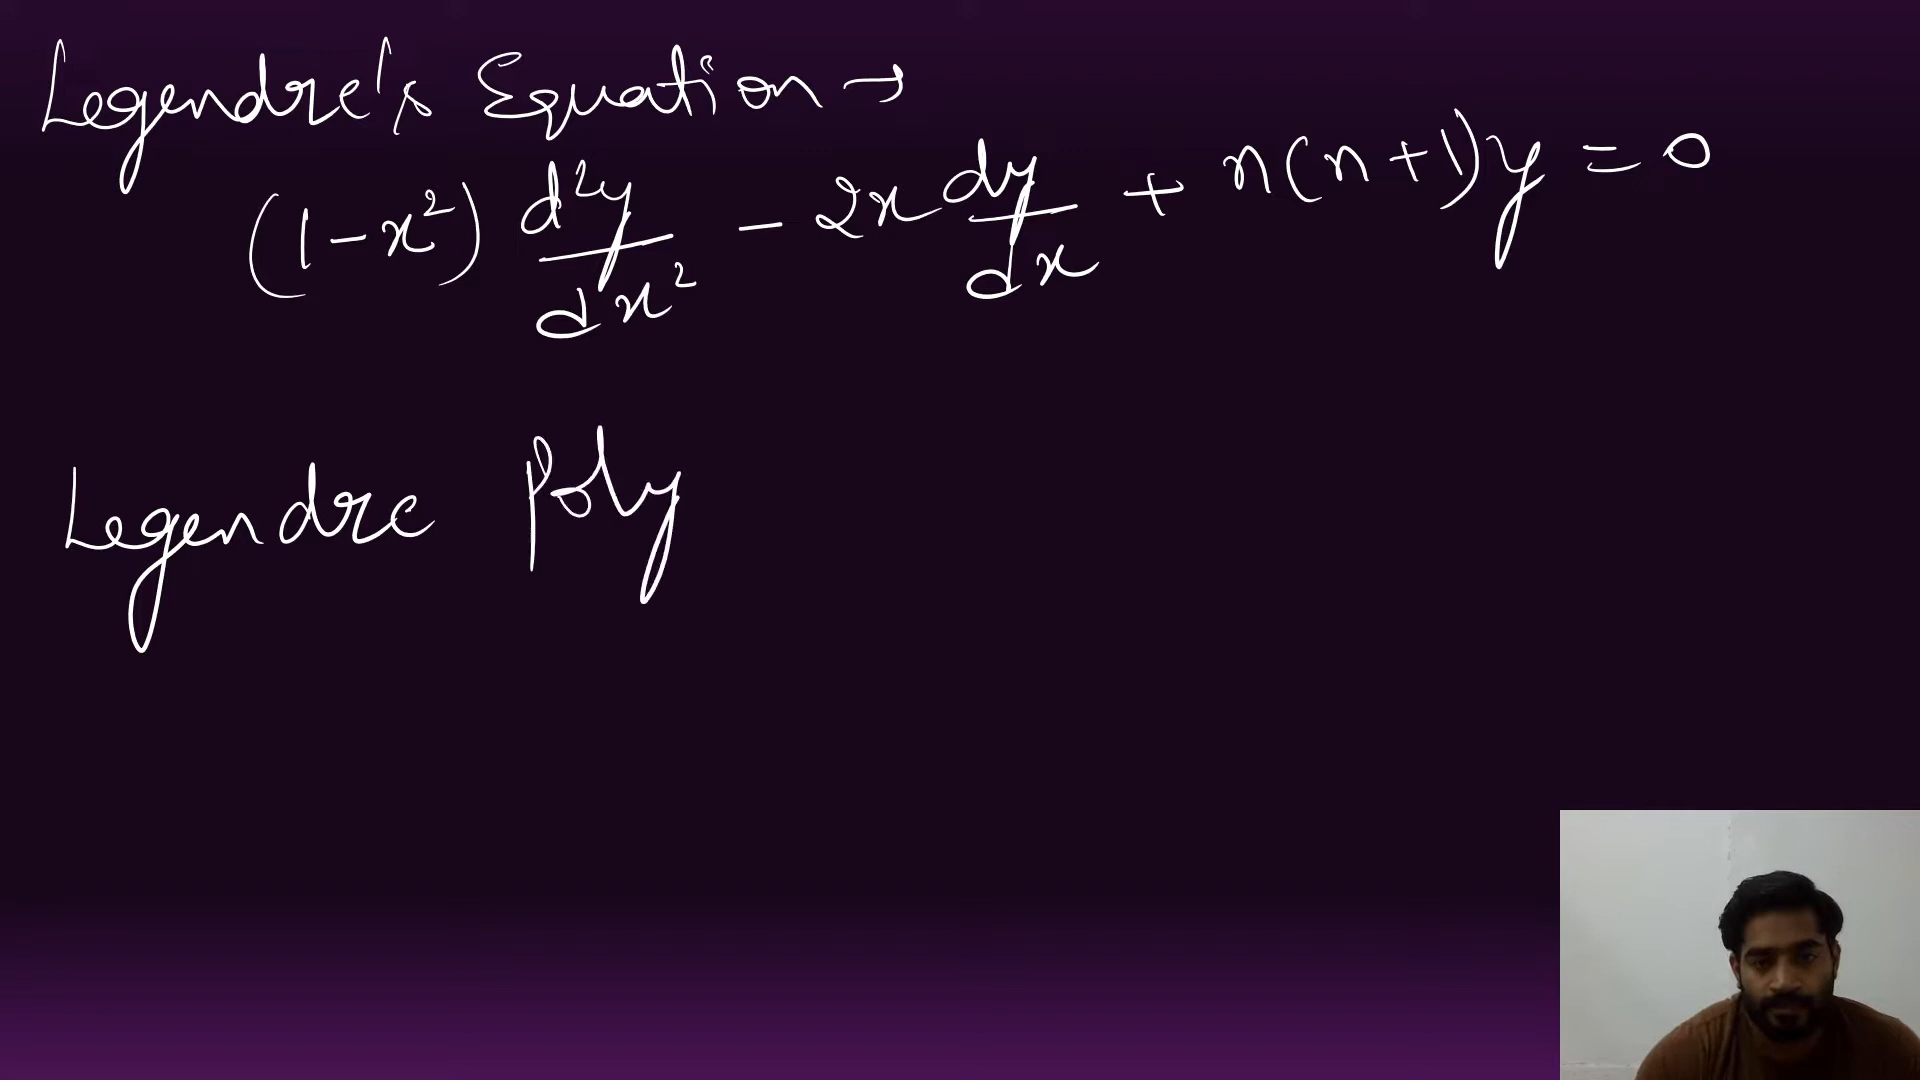 Legendre's Equation →
(1-x²) d²y/dx² - 2x dy/dx + n(n+1)y = 0
Legendre Poly